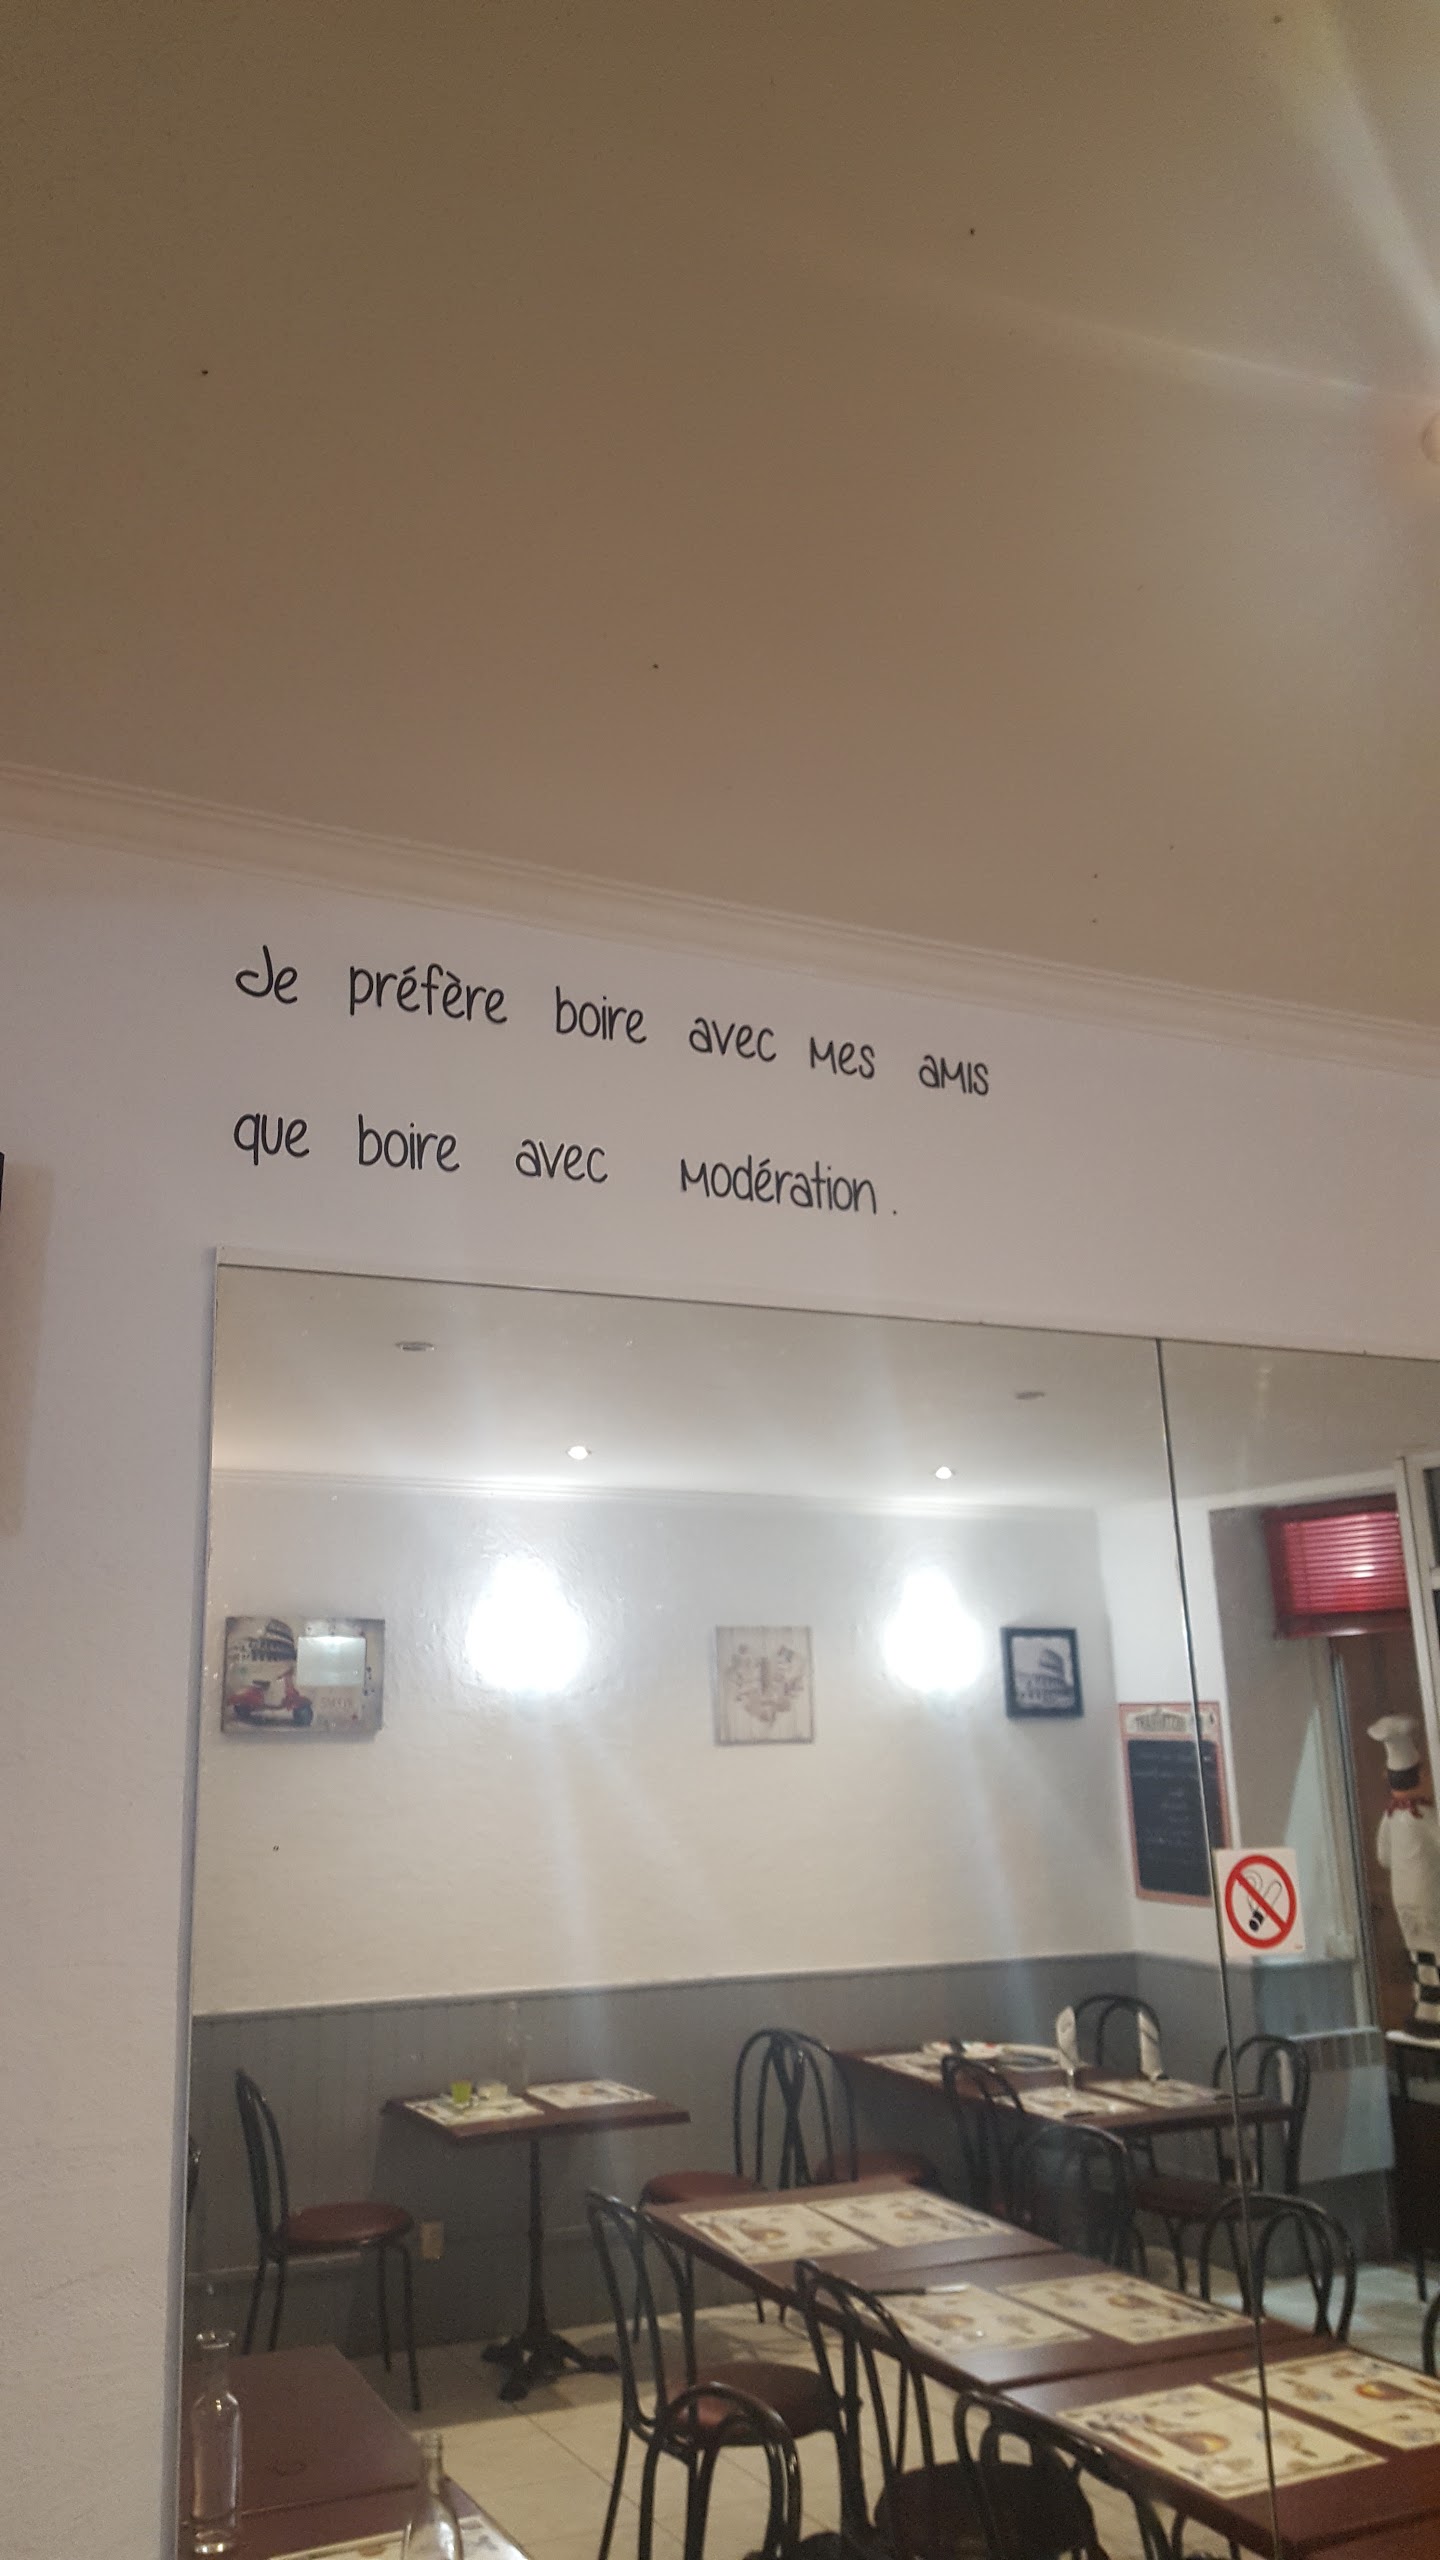 Je préfère boire avec mes amis
que boire avec modération.